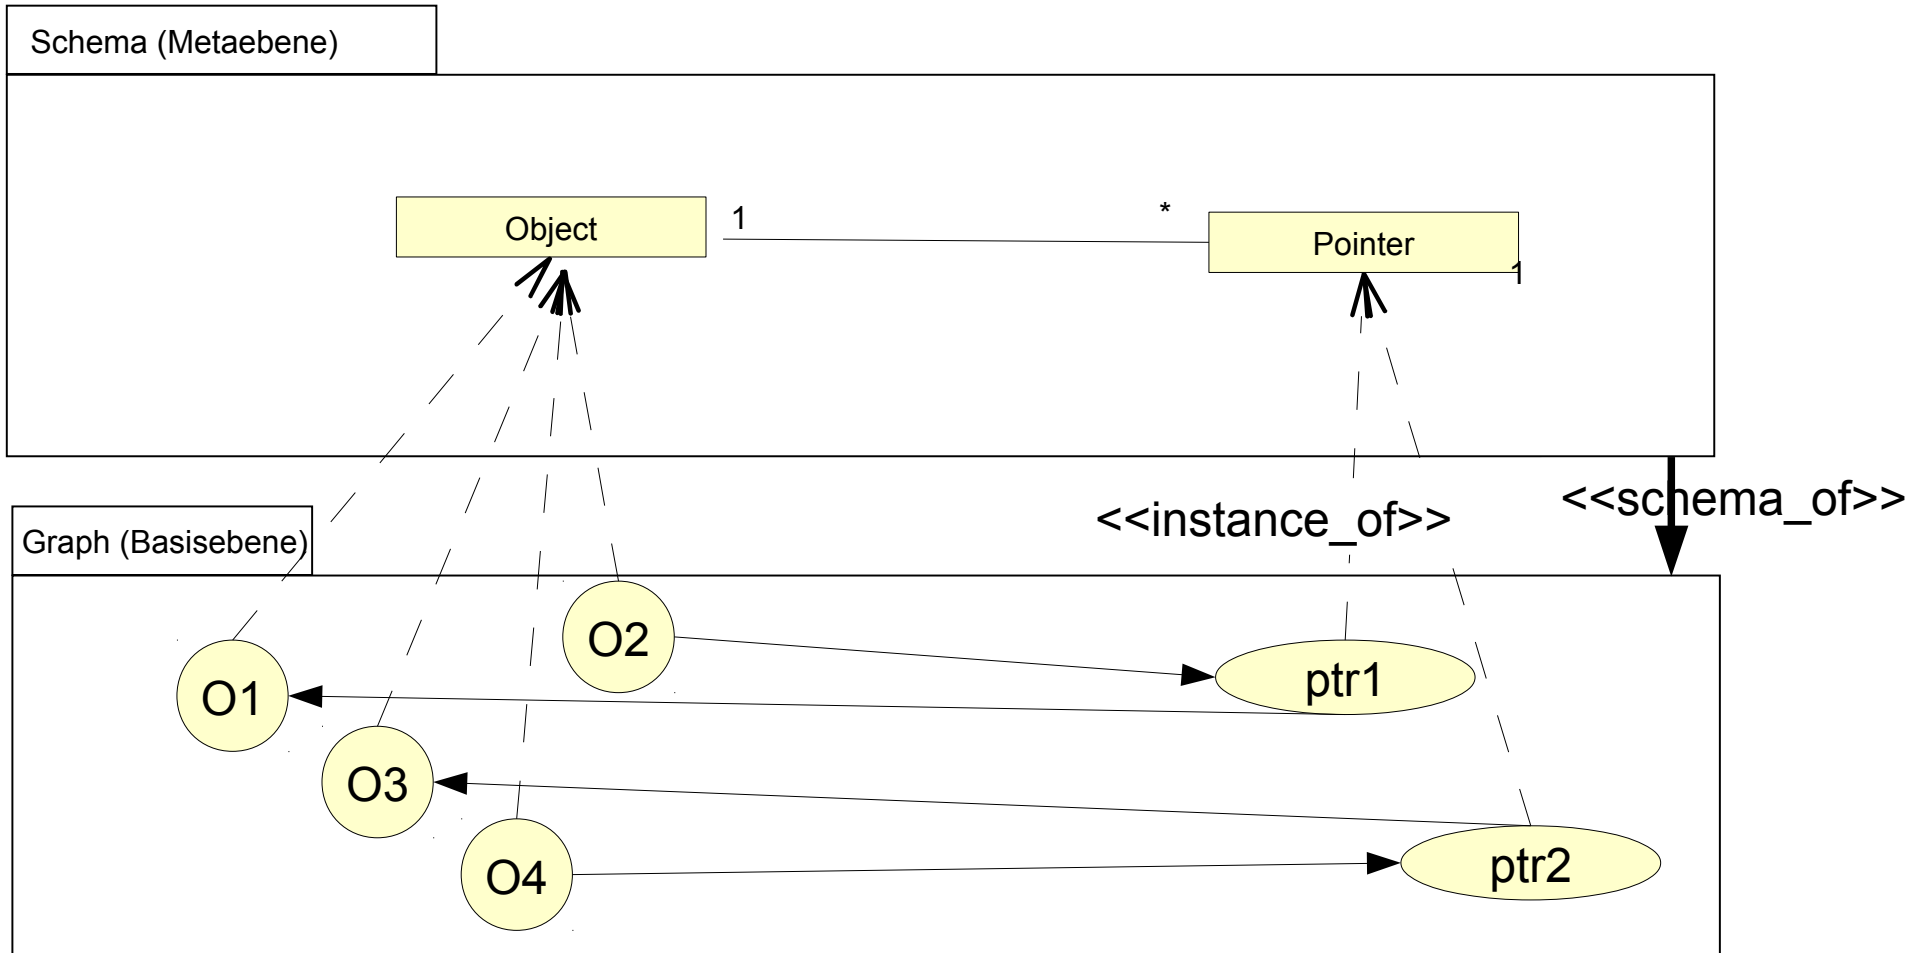 Schema (Metaebene)
Object
1
*
Pointer
1
<<instance_of>>
<<schema_of>>
Graph (Basisebene)
O2
ptr1
O1
O3
O4
ptr2